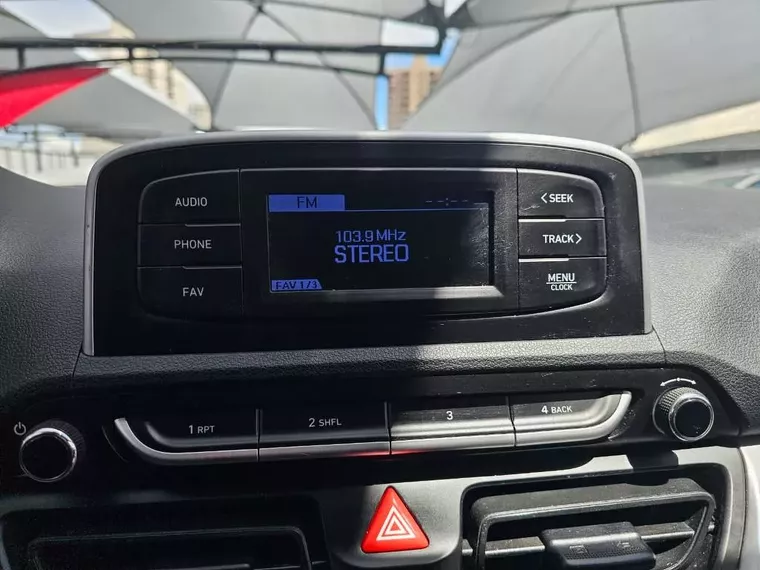 AUDIO
PHONE
FAV
FM
--:--
103.9 MHz
STEREO
FAV 1/3
<SEEK
TRACK>
MENU
CLOCK
1 RPT
2 SHFL
3
4 BACK